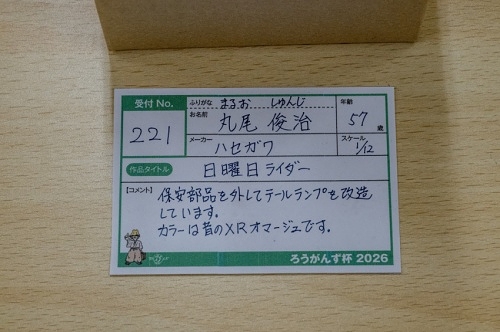 受付 No.
221
ふりがな まるお しゅんじ
お名前 丸尾 俊治
年齢 57 歳
メーカー ハセガワ
スケール 1/12
作品タイトル 日曜日ライダー
【コメント】 保安部品を外してテールランプを改造
しています。
カラーは昔のXRオマージュです。
ろうがんず杯 2026